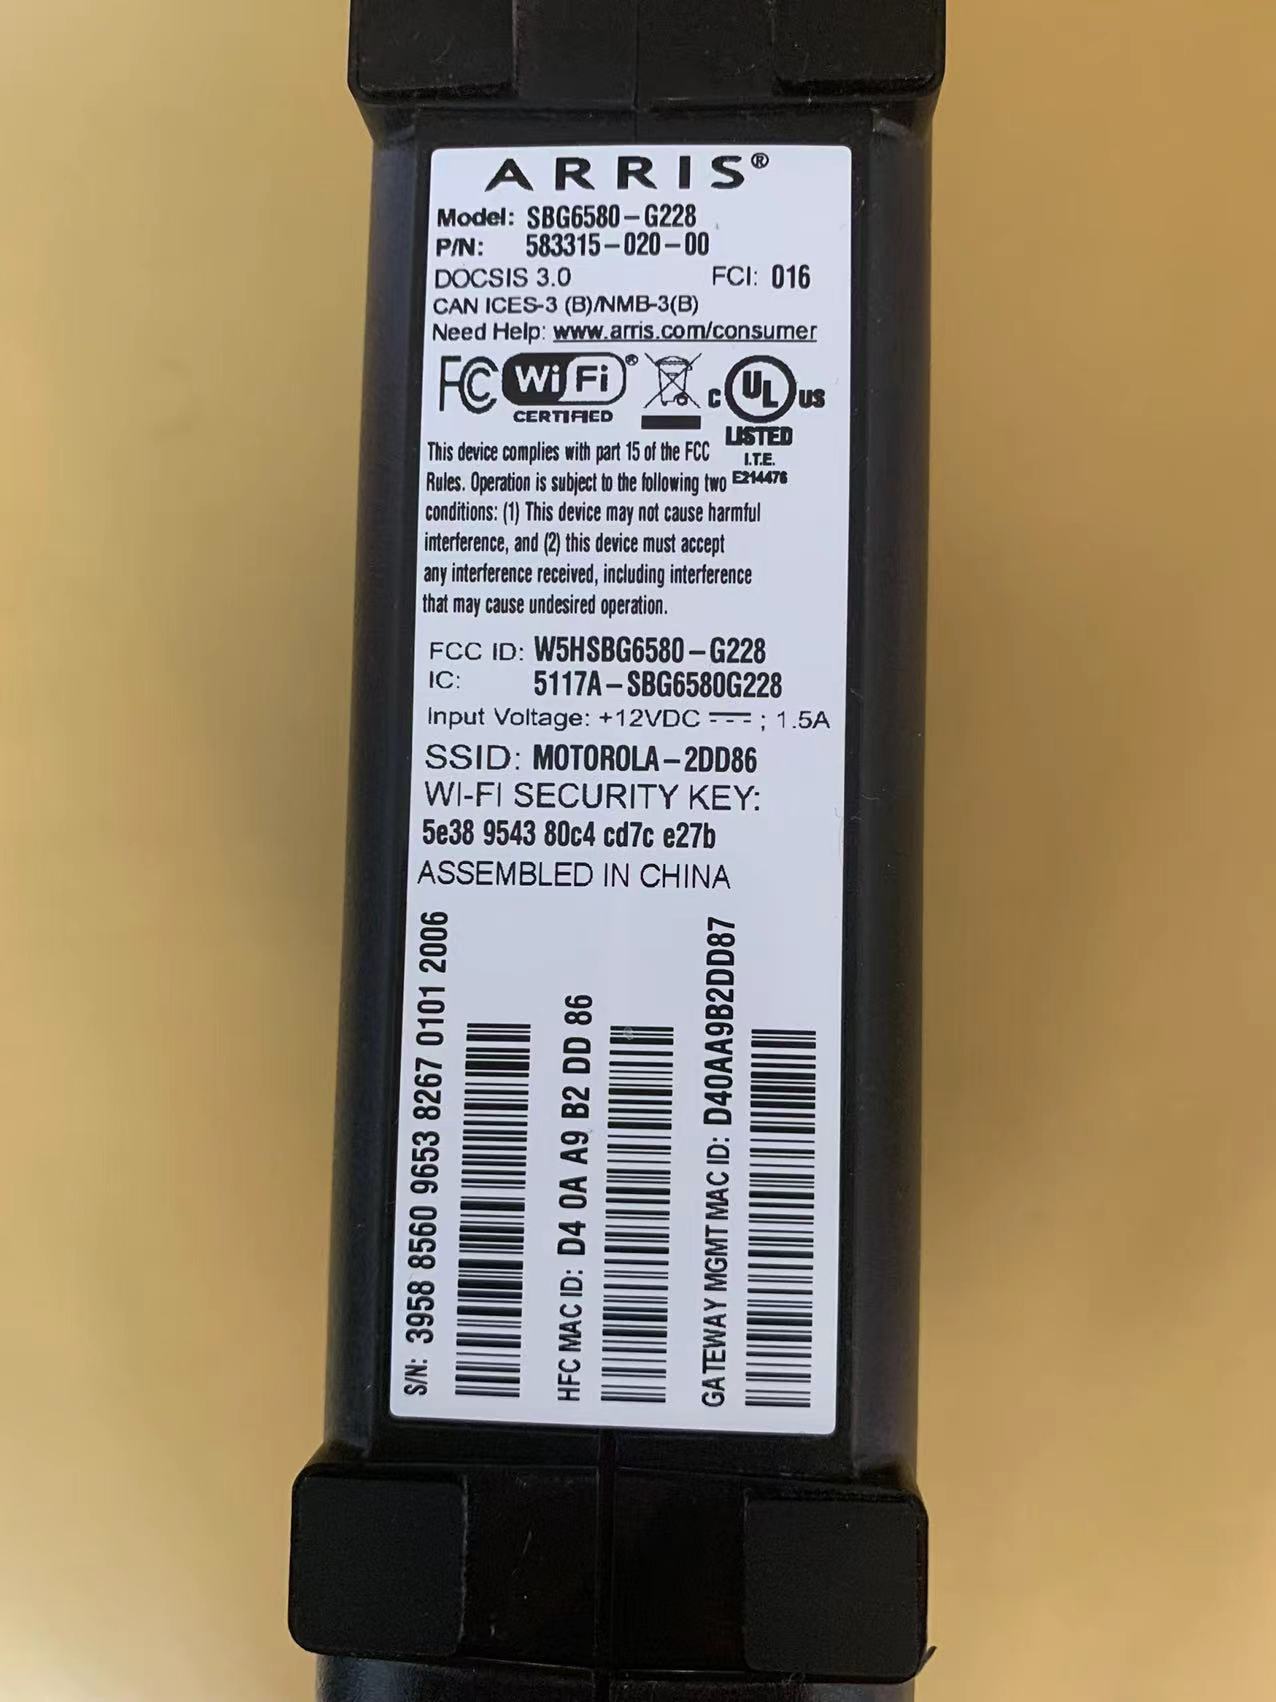 ARRIS®
Model: SBG6580-G228
P/N: 583315-020-00
DOCSIS 3.0 FCI: 016
CAN ICES-3 (B)/NMB-3(B)
Need Help: www.arris.com/consumer
FC WiFi® CERTIFIED C UL US
LISTED
I.T.E.
E214476
This device complies with part 15 of the FCC
Rules. Operation is subject to the following two
conditions: (1) This device may not cause harmful
interference, and (2) this device must accept
any interference received, including interference
that may cause undesired operation.
FCC ID: W5HSBG6580-G228
IC: 5117A-SBG6580G228
Input Voltage: +12VDC ⎓ ; 1.5A
SSID: MOTOROLA-2DD86
WI-FI SECURITY KEY:
5e38 9543 80c4 cd7c e27b
ASSEMBLED IN CHINA
S/N: 3958 8560 9653 8267 0101 2006
HFC MAC ID: D4 0A A9 B2 DD 86
GATEWAY MGMT MAC ID: D40AA9B2DD87